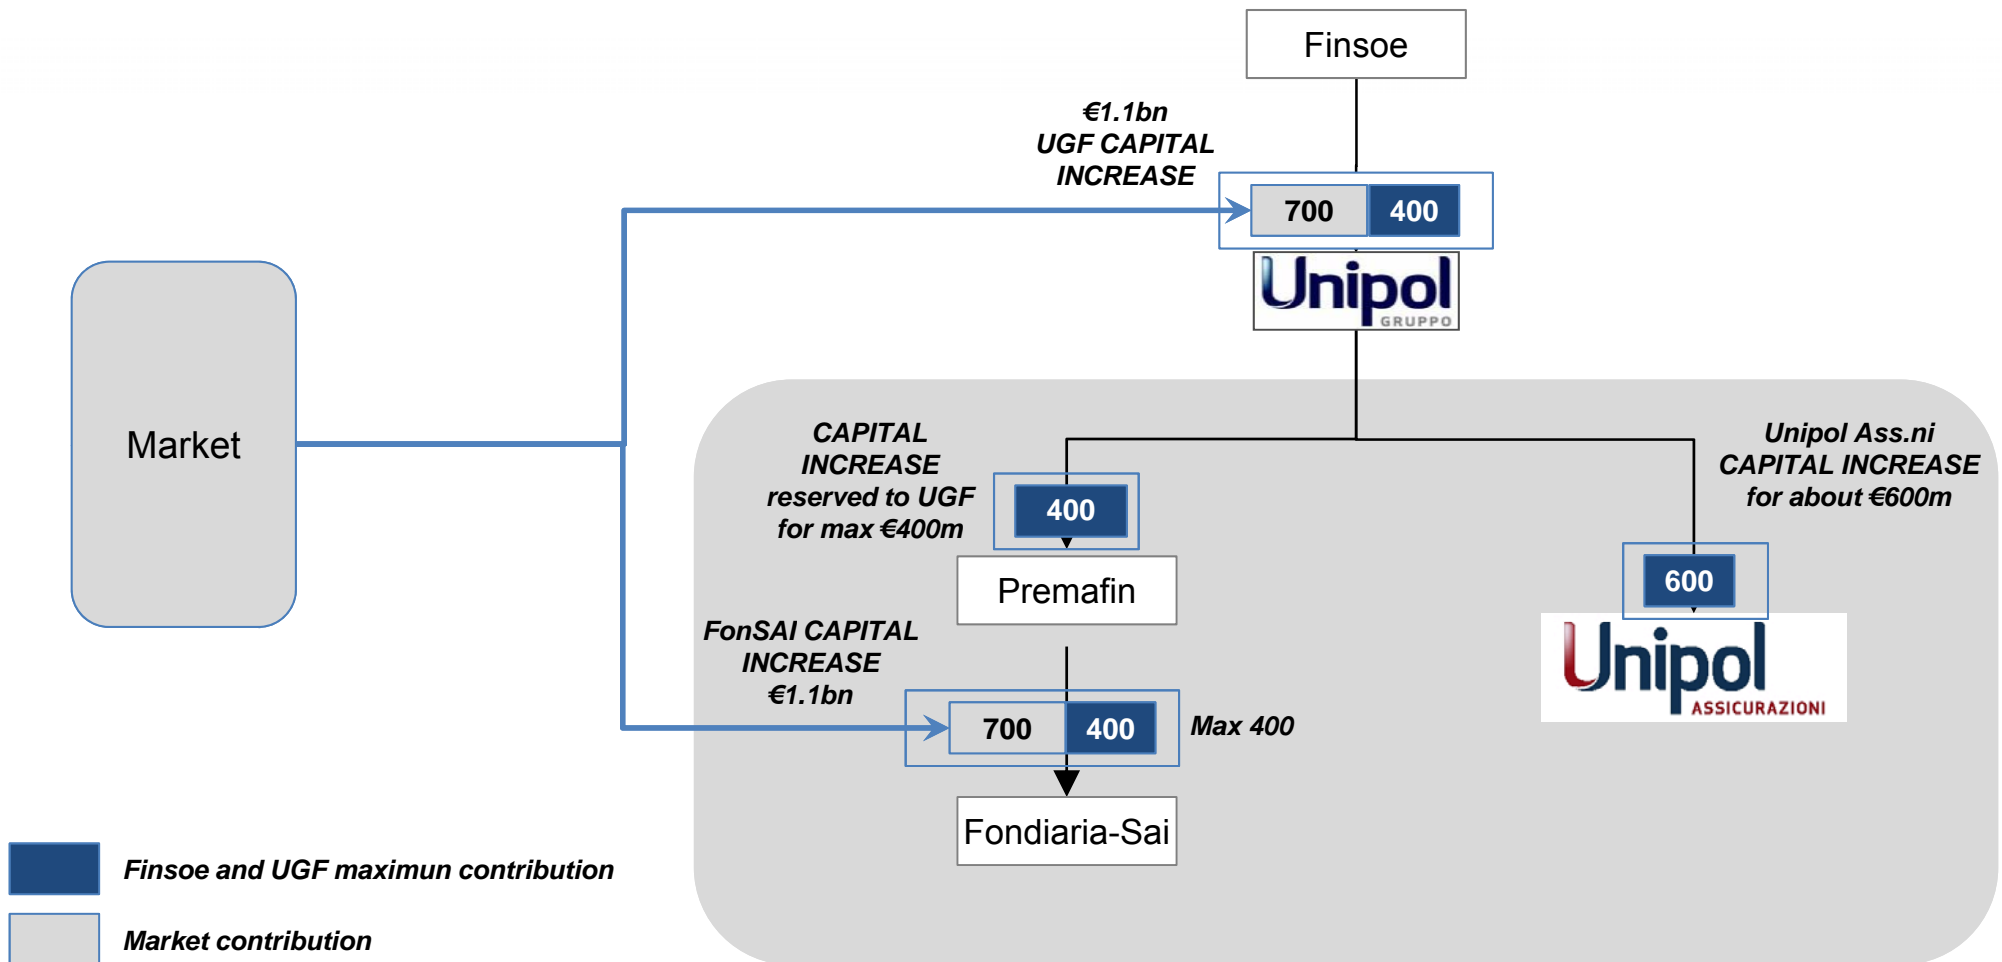 Finsoe
€1.1bn
UGF CAPITAL
INCREASE
700 400
Unipol
GRUPPO
Market
CAPITAL
INCREASE
reserved to UGF
for max €400m
400
Premafin
Unipol Ass.ni
CAPITAL INCREASE
for about €600m
600
Unipol
ASSICURAZIONI
FonSAI CAPITAL
INCREASE
€1.1bn
700 400 Max 400
Fondiaria-Sai
Finsoe and UGF maximun contribution
Market contribution